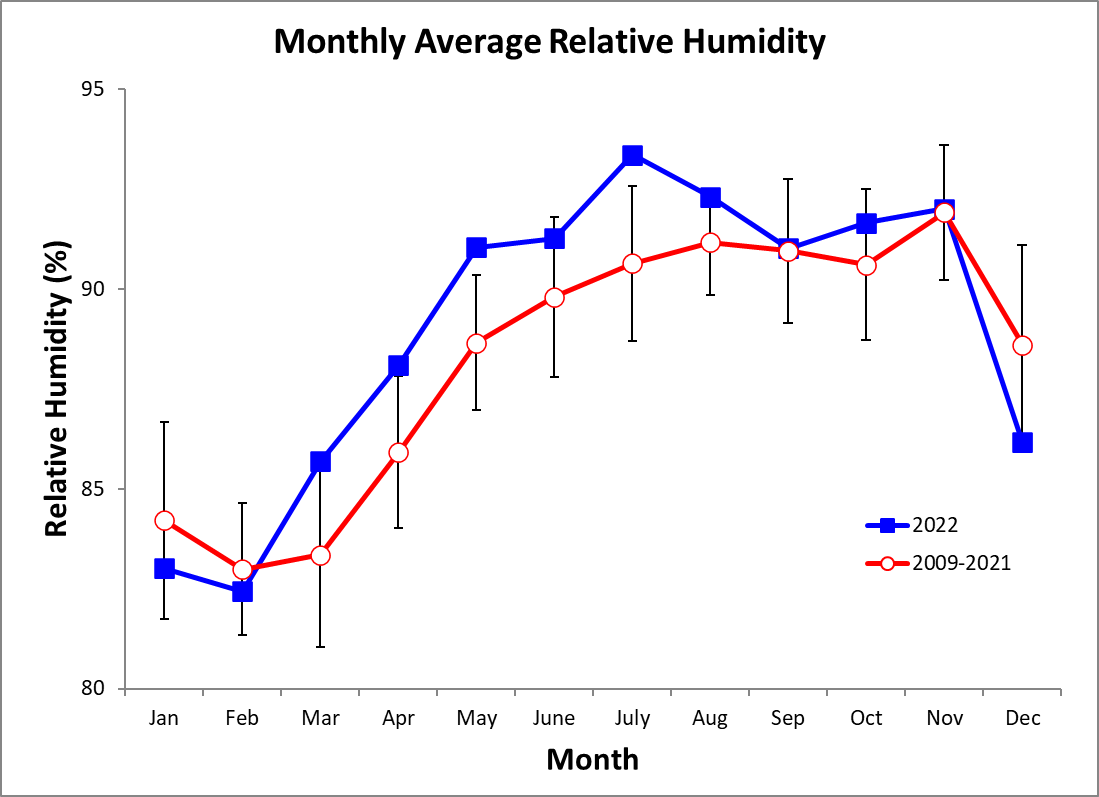 Monthly Average Relative Humidity
95
90
85
80
Relative Humidity (%)
2022
2009-2021
Jan Feb Mar Apr May June July Aug Sep Oct Nov Dec
Month